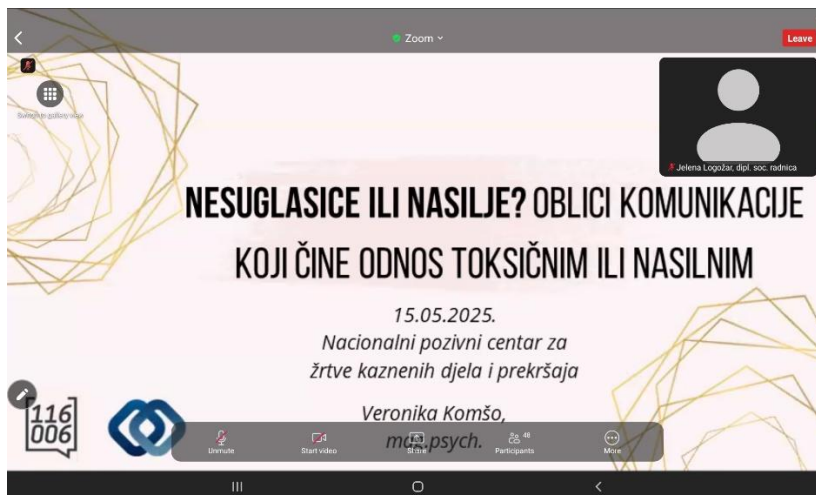 Zoom
Leave
Switch to gallery view
Jelena Logožar, dipl. soc. radnica
NESUGLASICE ILI NASILJE? OBLICI KOMUNIKACIJE
KOJI ČINE ODNOS TOKSIČNIM ILI NASILNIM
15.05.2025.
Nacionalni pozivni centar za
žrtve kaznenih djela i prekršaja
116
006
Veronika Komšo,
mag.psych.
Unmute
Start video
Share
Participants
48
More